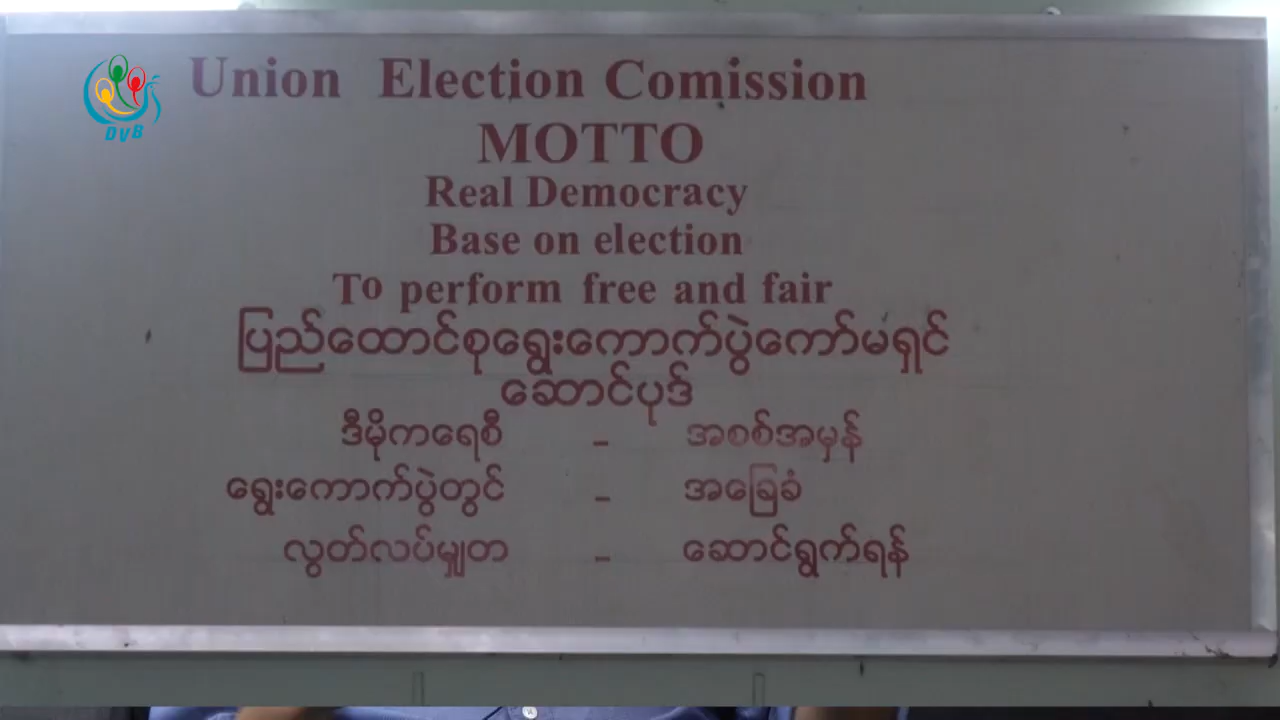 DVB
Union Election Comission
MOTTO
Real Democracy
Base on election
To perform free and fair
ပြည်ထောင်စုရွေးကောက်ပွဲကော်မရှင်
ဆောင်ပုဒ်
ဒီမိုကရေစီ - အစစ်အမှန်
ရွေးကောက်ပွဲတွင် - အခြေခံ
လွတ်လပ်မျှတ - ဆောင်ရွက်ရန်